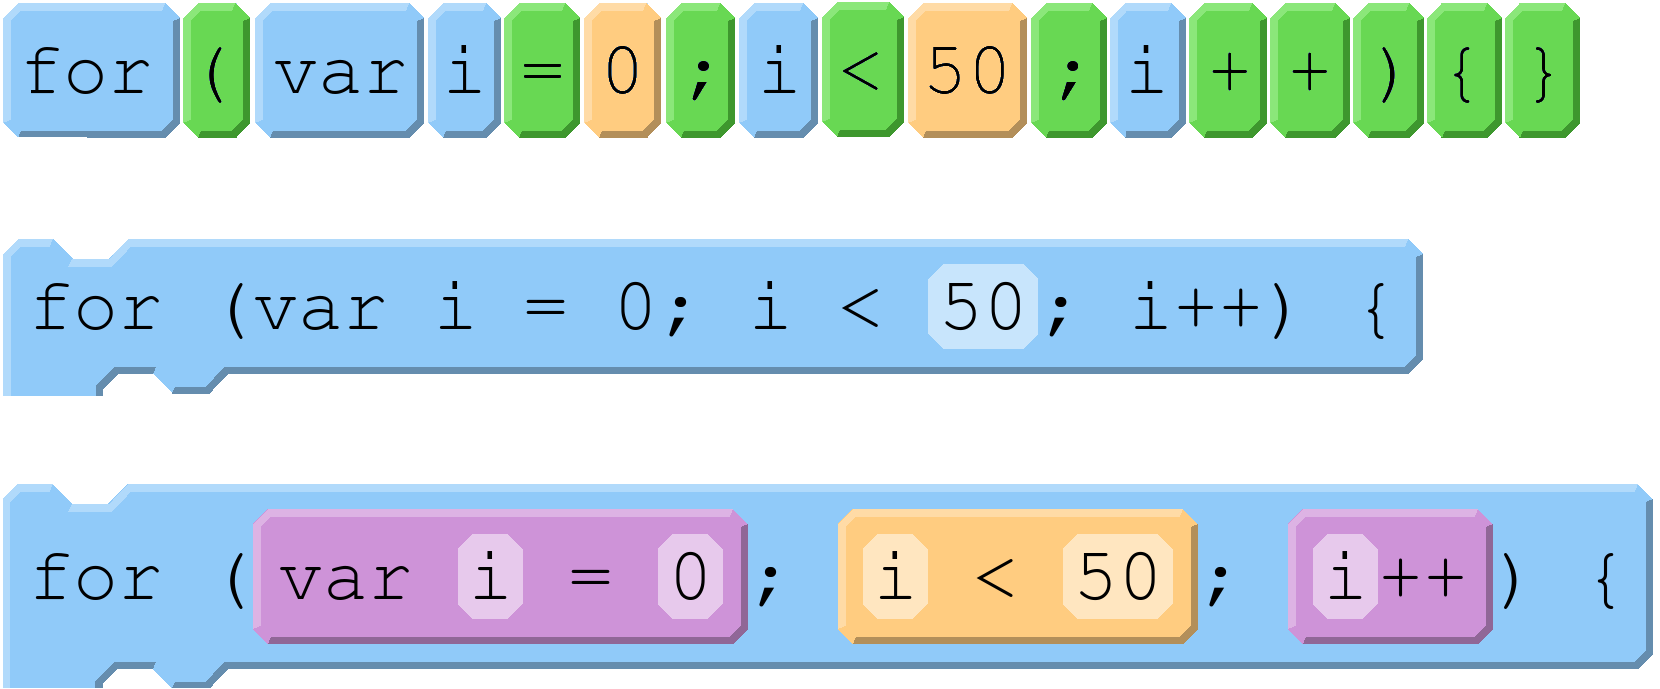 for ( var i = 0 ; i < 50 ; i + + ) { }
for (var i = 0; i < 50; i++) {
for (var i = 0; i < 50; i++) {